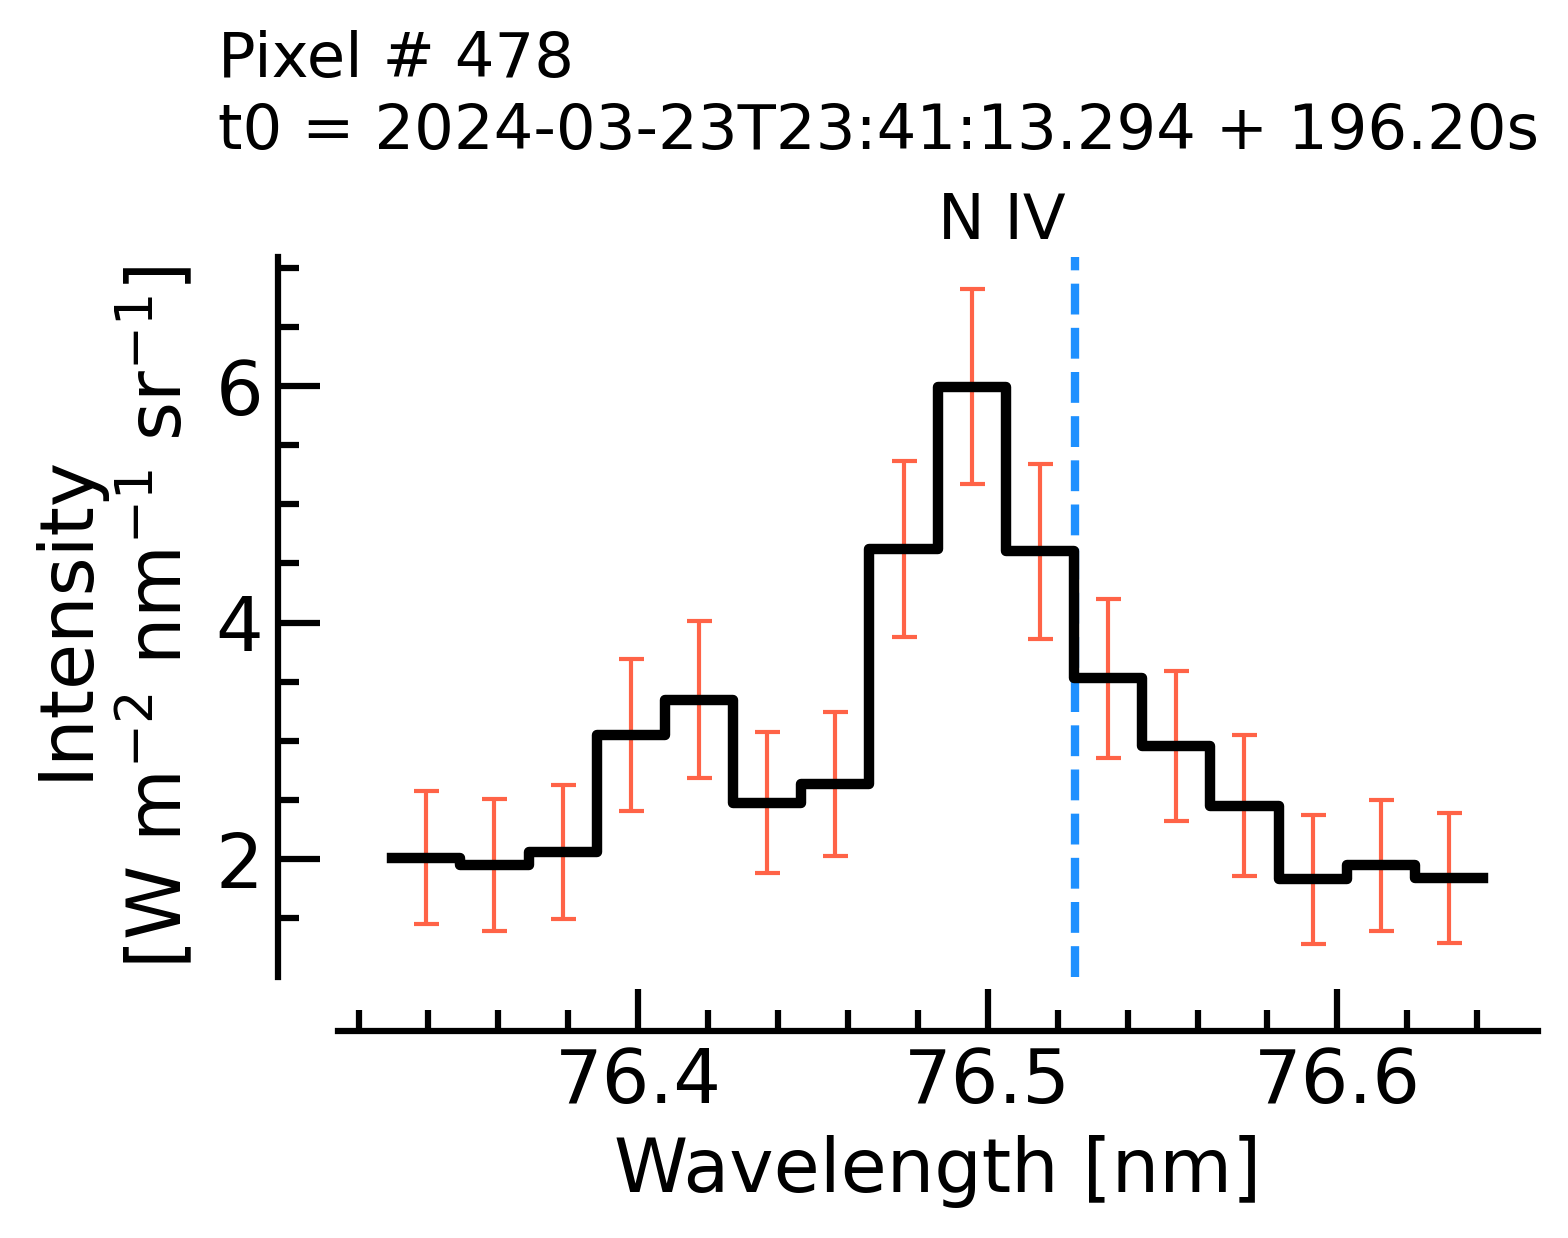 Pixel # 478
t0 = 2024-03-23T23:41:13.294 + 196.20s
N IV
Intensity
[W m⁻² nm⁻¹ sr⁻¹]
6
4
2
76.4 76.5 76.6
Wavelength [nm]